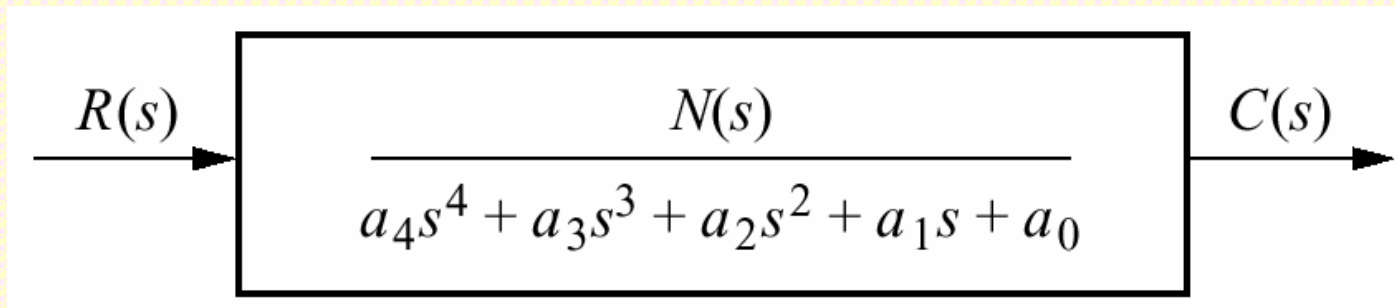 R(s)
N(s)
C(s)
a₄s⁴ + a₃s³ + a₂s² + a₁s + a₀